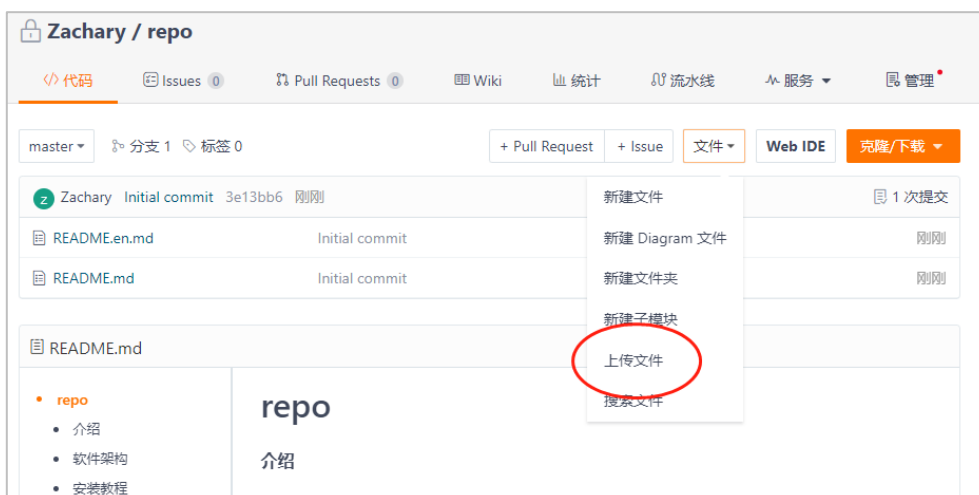 Zachary / repo
</> 代码 Issues 0 Pull Requests 0 Wiki 统计 流水线 服务 管理
master 分支 1 标签 0 + Pull Request + Issue 文件 Web IDE 克隆/下载
z Zachary Initial commit 3e13bb6 刚刚 1 次提交
README.en.md Initial commit 刚刚
README.md Initial commit 刚刚
新建文件
新建 Diagram 文件
新建文件夹
新建子模块
上传文件
搜索文件
README.md
repo
介绍
软件架构
安装教程
repo
介绍